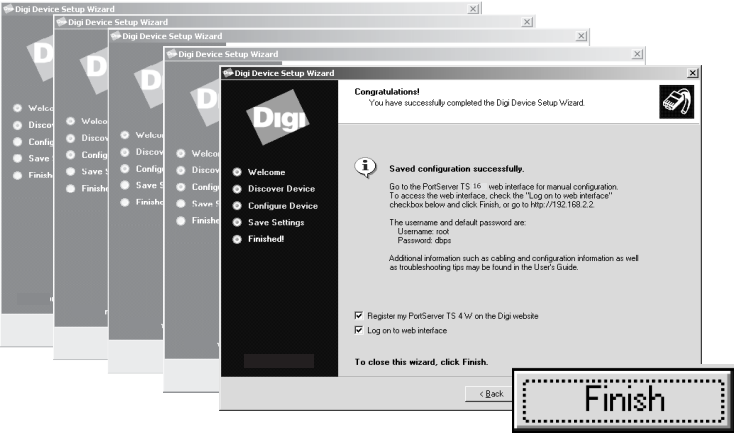 Digi Device Setup Wizard
Digi Device Setup Wizard
Digi Device Setup Wizard
Digi Device Setup Wizard
Digi Device Setup Wizard
Digi
Welcome
Discover Device
Configure Device
Save Settings
Finished!
Congratulations!
You have successfully completed the Digi Device Setup Wizard.
Saved configuration successfully.
Go to the PortServer TS 16 web interface for manual configuration.
To access the web interface, check the "Log on to web interface"
checkbox below and click Finish, or go to http://192.168.2.2.
The username and default password are:
Username: root
Password: dbps
Additional information such as cabling and configuration information as well
as troubleshooting tips may be found in the User's Guide.
Register my PortServer TS 4 W on the Digi website
Log on to web interface
To close this wizard, click Finish.
< Back
Finish